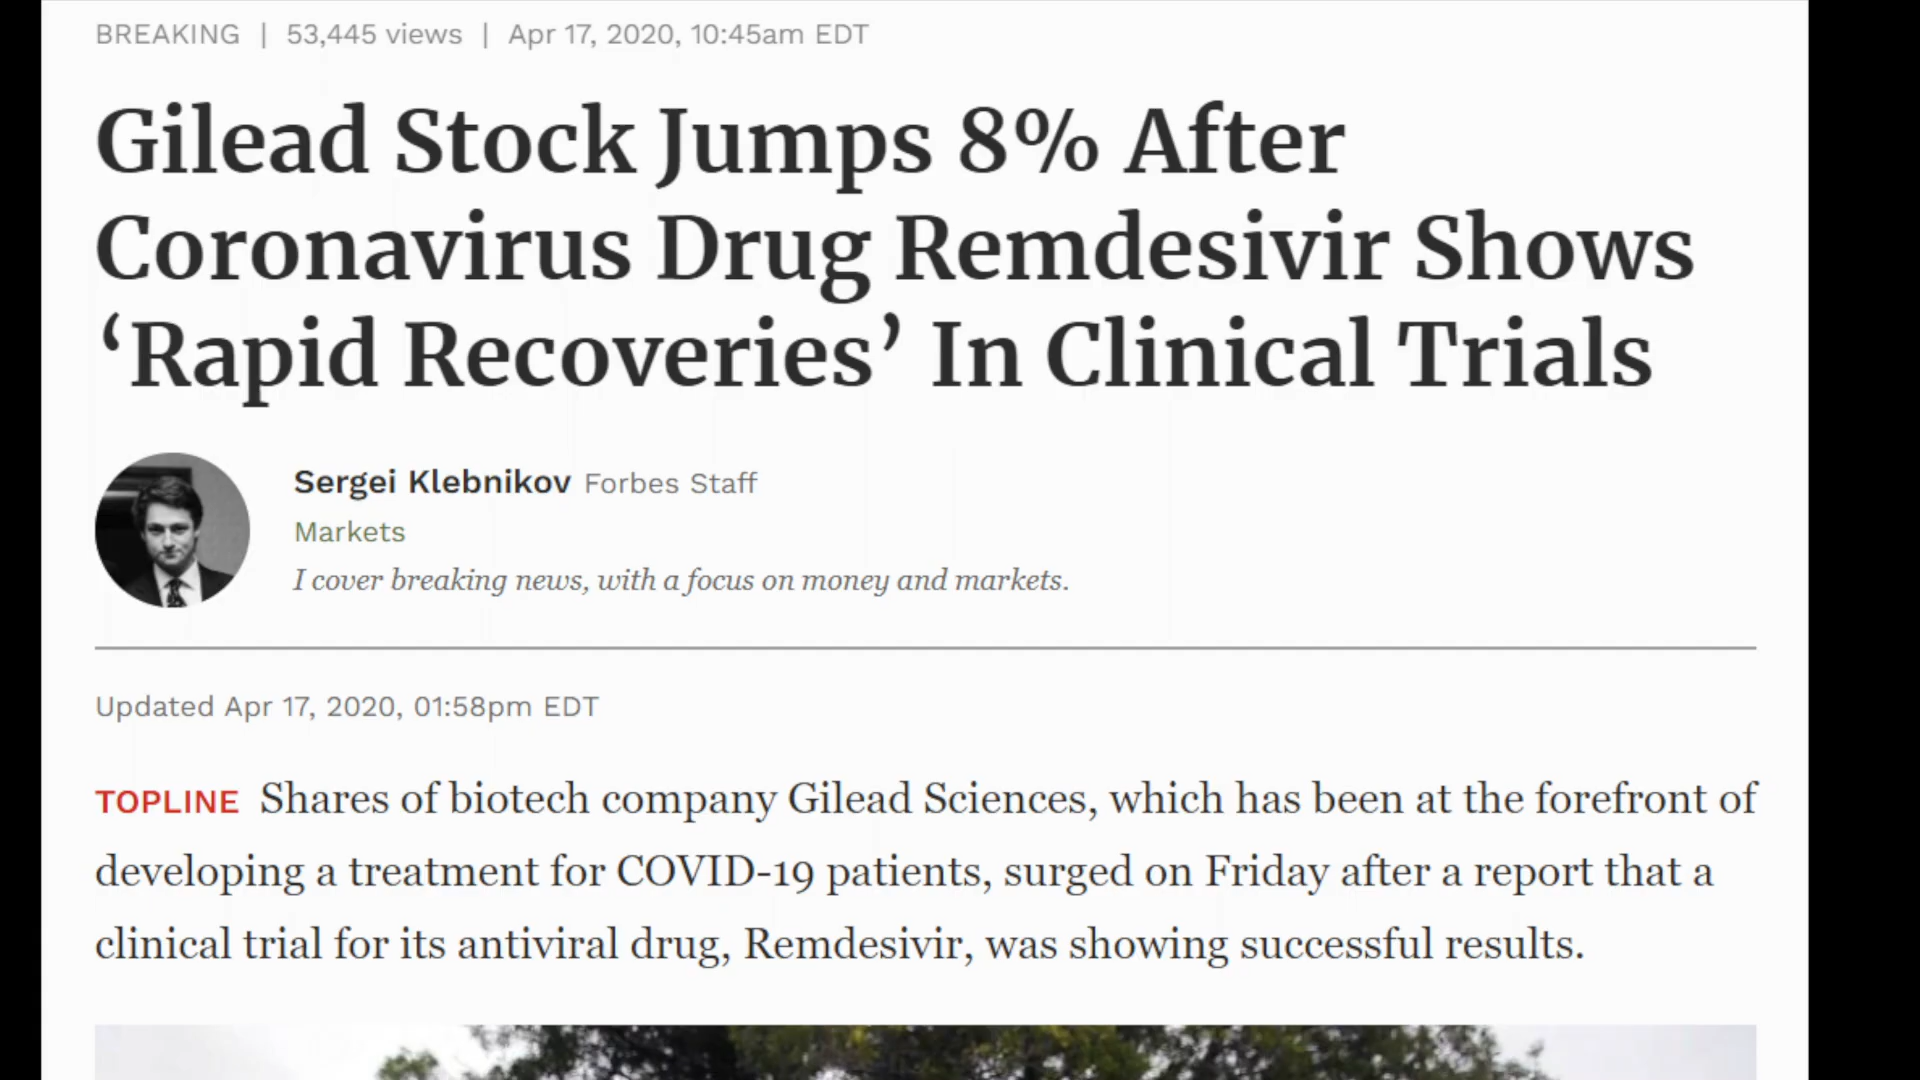 BREAKING | 53,445 views | Apr 17, 2020, 10:45am EDT
Gilead Stock Jumps 8% After
Coronavirus Drug Remdesivir Shows
‘Rapid Recoveries’ In Clinical Trials
Sergei Klebnikov Forbes Staff
Markets
I cover breaking news, with a focus on money and markets.
Updated Apr 17, 2020, 01:58pm EDT
TOPLINE Shares of biotech company Gilead Sciences, which has been at the forefront of
developing a treatment for COVID-19 patients, surged on Friday after a report that a
clinical trial for its antiviral drug, Remdesivir, was showing successful results.